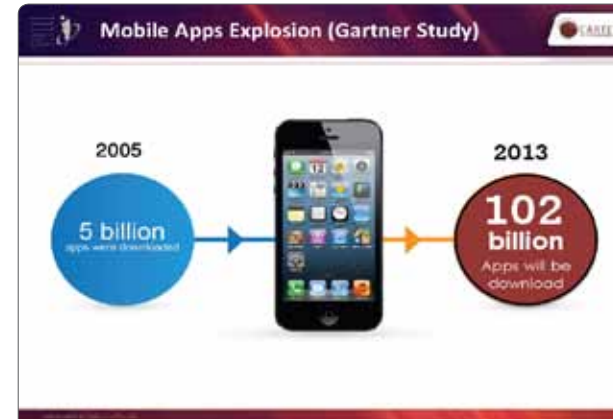 Mobile Apps Explosion (Gartner Study)
2005
5 billion
apps were downloaded
2013
102
billion
Apps will be
download